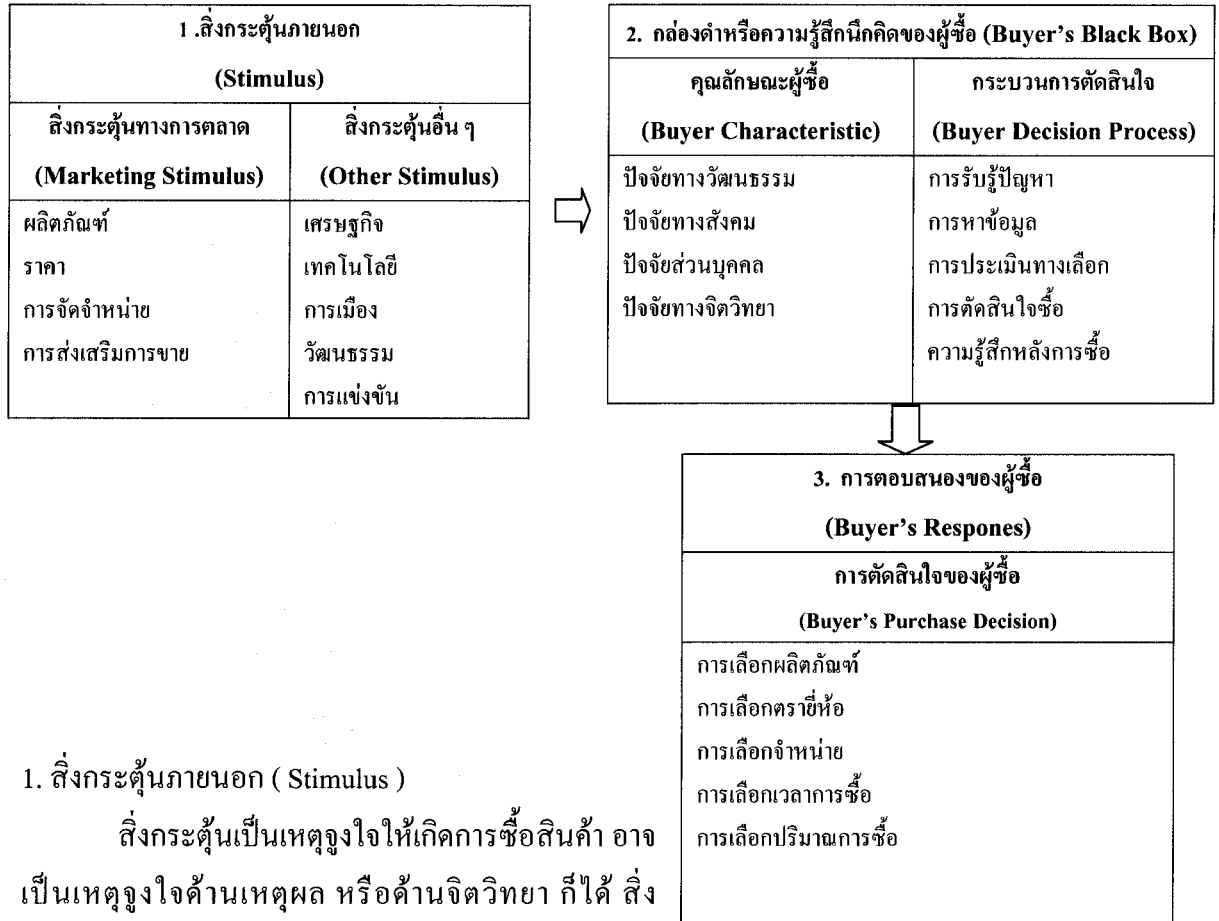 1 .สิ่งกระตุ้นภายนอก
(Stimulus)
สิ่งกระตุ้นทางการตลาด
(Marketing Stimulus)
ผลิตภัณฑ์
ราคา
การจัดจำหน่าย
การส่งเสริมการขาย
สิ่งกระตุ้นอื่น ๆ
(Other Stimulus)
เศรษฐกิจ
เทคโนโลยี
การเมือง
วัฒนธรรม
การแข่งขัน
2. กล่องดำหรือความรู้สึกนึกคิดของผู้ซื้อ (Buyer's Black Box)
คุณลักษณะผู้ซื้อ
(Buyer Characteristic)
ปัจจัยทางวัฒนธรรม
ปัจจัยทางสังคม
ปัจจัยส่วนบุคคล
ปัจจัยทางจิตวิทยา
กระบวนการตัดสินใจ
(Buyer Decision Process)
การรับรู้ปัญหา
การหาข้อมูล
การประเมินทางเลือก
การตัดสินใจซื้อ
ความรู้สึกหลังการซื้อ
3. การตอบสนองของผู้ซื้อ
(Buyer's Respones)
การตัดสินใจของผู้ซื้อ
(Buyer's Purchase Decision)
การเลือกผลิตภัณฑ์
การเลือกตรายี่ห้อ
การเลือกจำหน่าย
การเลือกเวลาการซื้อ
การเลือกปริมาณการซื้อ
1. สิ่งกระตุ้นภายนอก ( Stimulus )
สิ่งกระตุ้นเป็นเหตุจูงใจให้เกิดการซื้อสินค้า อาจ
เป็นเหตุจูงใจด้านเหตุผล หรือด้านจิตวิทยา ก็ได้ สิ่ง